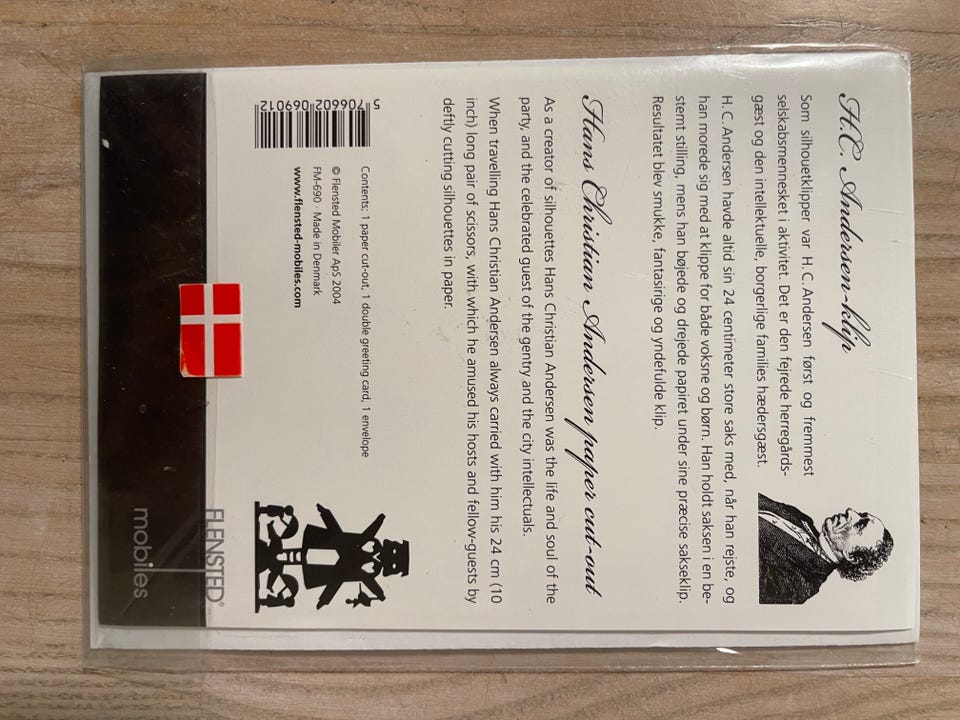 H.C. Andersen-klip
Som silhouetklipper var H.C. Andersen først og fremmest
selskabsmennesket i aktivitet. Det er den fejrede herregårds-
gæst og den intellektuelle, borgerlige families hædersgæst.
H.C. Andersen havde altid sin 24 centimeter store saks med, når han rejste, og
han morede sig med at klippe for både voksne og børn. Han holdt saksen i en be-
stemt stilling, mens han bøjede og drejede papiret under sine præcise sakseklip.
Resultatet blev smukke, fantasirige og yndefulde klip.
Hans Christian Andersen paper cut-out
As a creator of silhouettes Hans Christian Andersen was the life and soul of the
party, and the celebrated guest of the gentry and the city intellectuals.
When travelling Hans Christian Andersen always carried with him his 24 cm (10
inch) long pair of scissors, with which he amused his hosts and fellow-guests by
deftly cutting silhouettes in paper.
Contents: 1 paper cut-out, 1 double greeting card, 1 envelope
© Flensted Mobiler ApS 2004
FM-690 · Made in Denmark
www.flensted-mobiles.com
5 706602 069012
FLENSTED®
mobiles